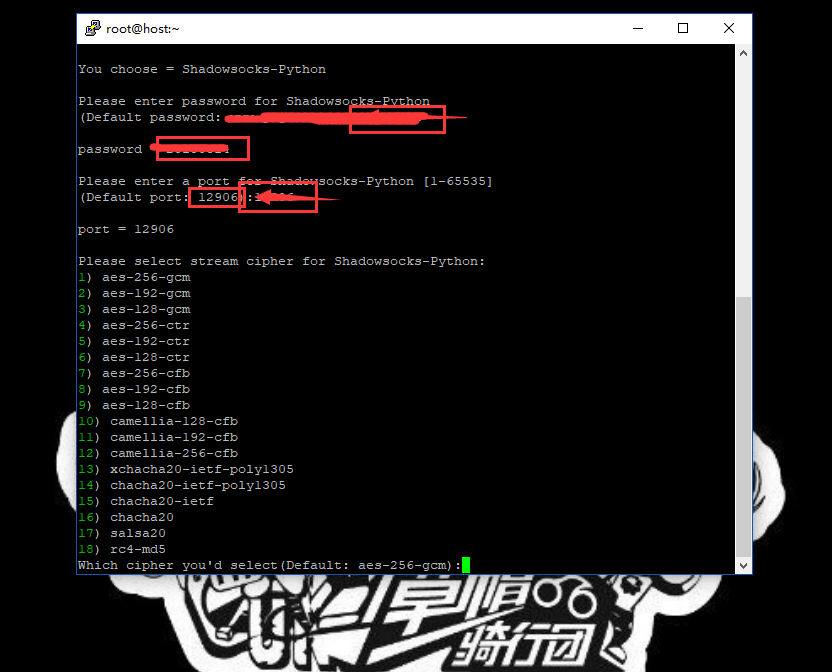 root@host:~
You choose = Shadowsocks-Python
Please enter password for Shadowsocks-Python
(Default password:
password
Please enter a port for Shadowsocks-Python [1-65535]
(Default port: 12906):
port = 12906
Please select stream cipher for Shadowsocks-Python:
1) aes-256-gcm
2) aes-192-gcm
3) aes-128-gcm
4) aes-256-ctr
5) aes-192-ctr
6) aes-128-ctr
7) aes-256-cfb
8) aes-192-cfb
9) aes-128-cfb
10) camellia-128-cfb
11) camellia-192-cfb
12) camellia-256-cfb
13) xchacha20-ietf-poly1305
14) chacha20-ietf-poly1305
15) chacha20-ietf
16) chacha20
17) salsa20
18) rc4-md5
Which cipher you'd select(Default: aes-256-gcm):
草帽
骑行团